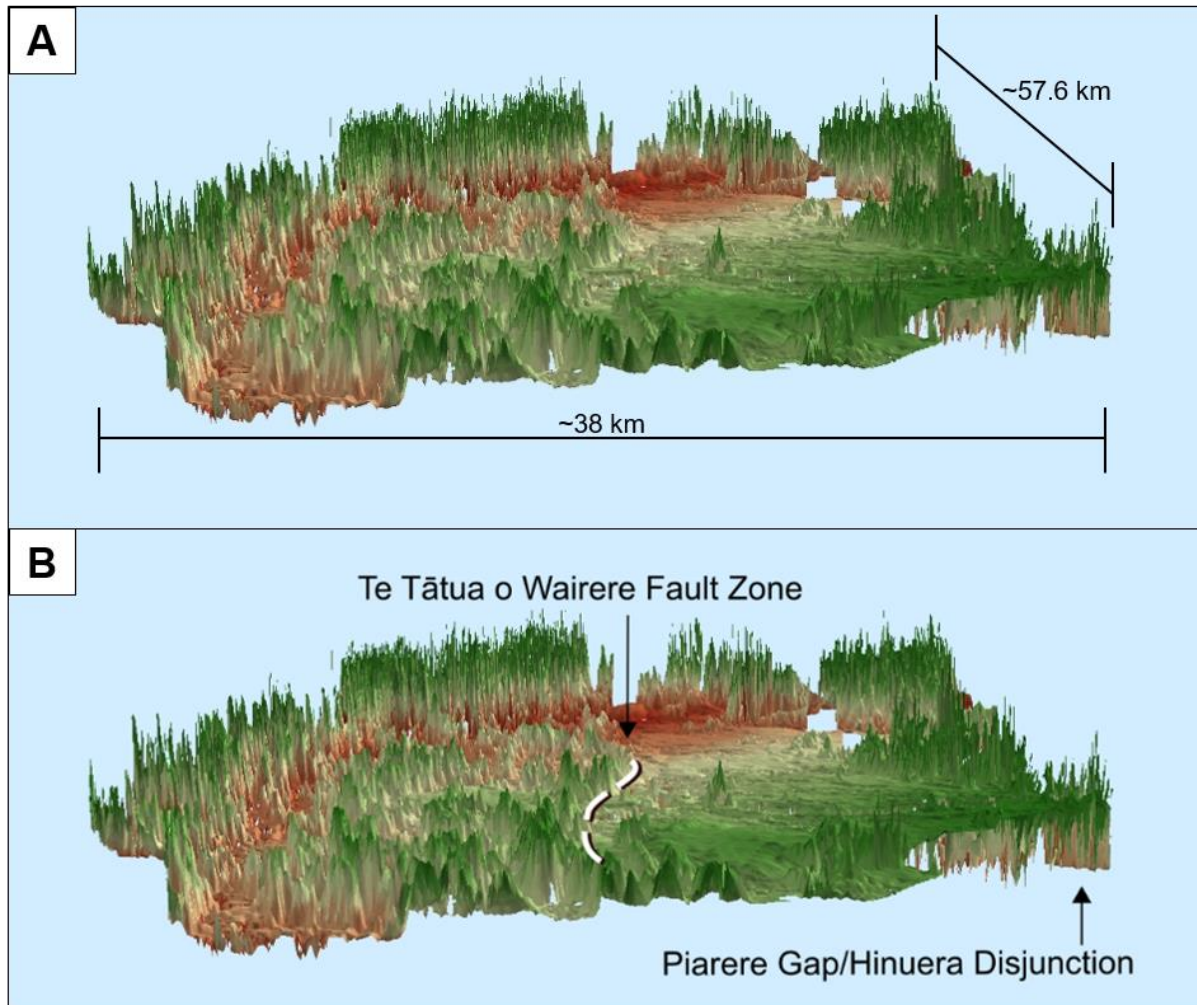 A
~57.6 km
~38 km
B
Te Tātua o Wairere Fault Zone
Piarere Gap/Hinuera Disjunction